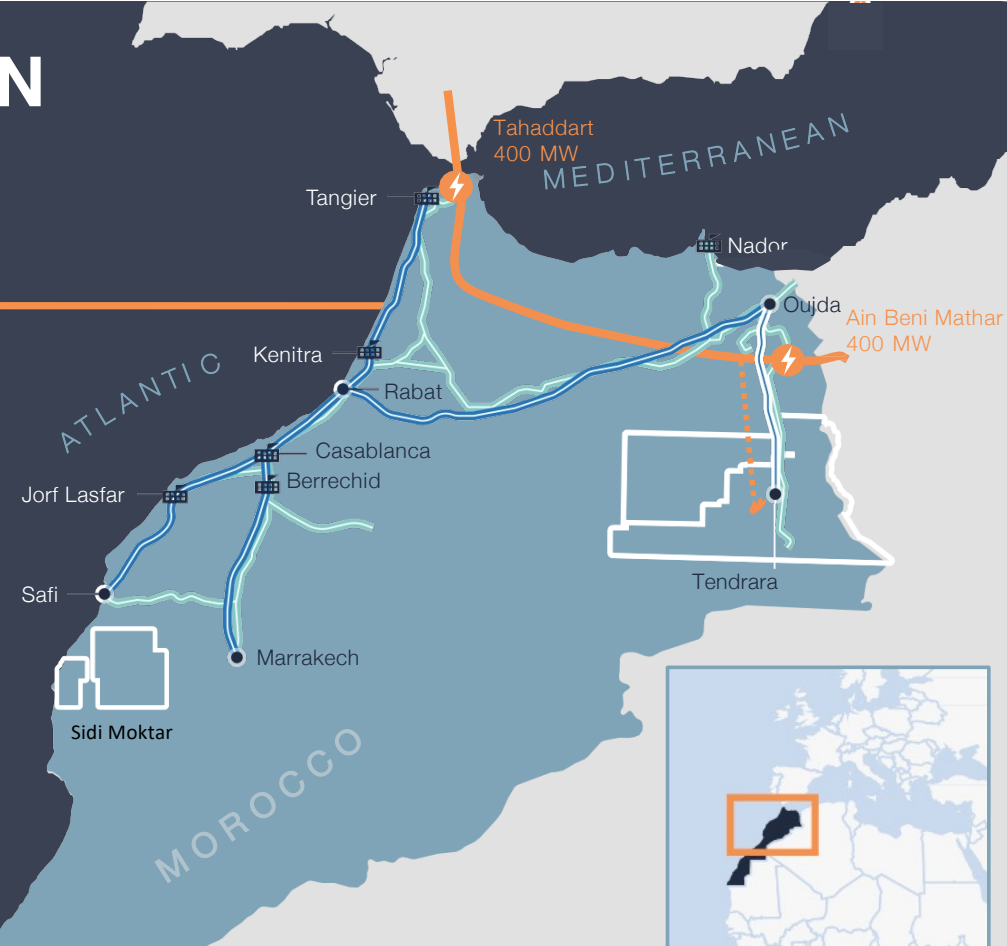 N
Tahaddart
400 MW
MEDITERRANEAN
Tangier
Nador
Oujda
Ain Beni Mathar
400 MW
Kenitra
ATLANTIC
Rabat
Casablanca
Berrechid
Jorf Lasfar
Tendrara
Safi
Marrakech
Sidi Moktar
MOROCCO